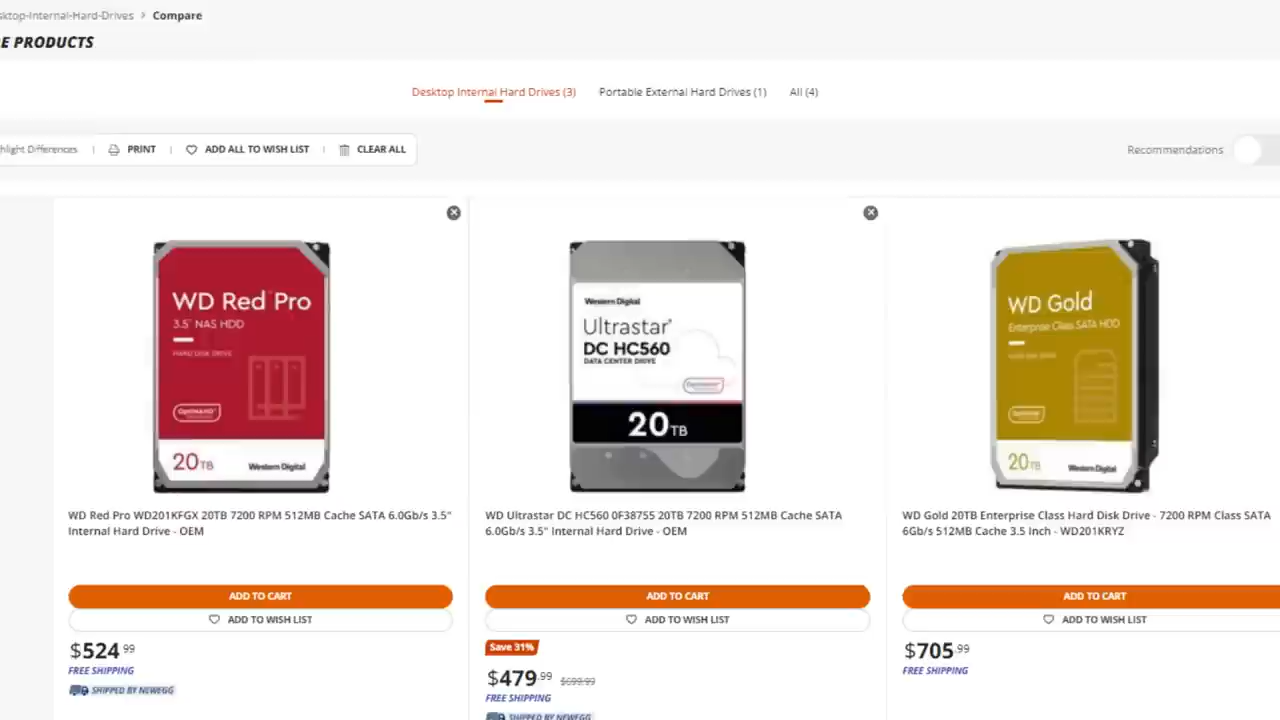 sktop-Internal-Hard-Drives > Compare
E PRODUCTS
Desktop Internal Hard Drives (3) Portable External Hard Drives (1) All (4)
hlight Differences | PRINT | ADD ALL TO WISH LIST | CLEAR ALL
Recommendations
WD Red Pro
3.5" NAS HDD
HARD DISK DRIVE
OptiNAND
20TB Western Digital
Western Digital
Ultrastar
DC HC560
DATA CENTER DRIVE
20TB
WD Gold
Enterprise Class SATA HDD
20TB Western Digital
WD Red Pro WD201KFGX 20TB 7200 RPM 512MB Cache SATA 6.0Gb/s 3.5"
Internal Hard Drive - OEM
WD Ultrastar DC HC560 0F38755 20TB 7200 RPM 512MB Cache SATA
6.0Gb/s 3.5" Internal Hard Drive - OEM
WD Gold 20TB Enterprise Class Hard Disk Drive - 7200 RPM Class SATA
6Gb/s 512MB Cache 3.5 Inch - WD201KRYZ
ADD TO CART
ADD TO WISH LIST
$524.99
FREE SHIPPING
SHIPPED BY NEWEGG
ADD TO CART
ADD TO WISH LIST
Save 31%
$479.99 $699.99
FREE SHIPPING
SHIPPED BY NEWEGG
ADD TO CART
ADD TO WISH LIST
$705.99
FREE SHIPPING